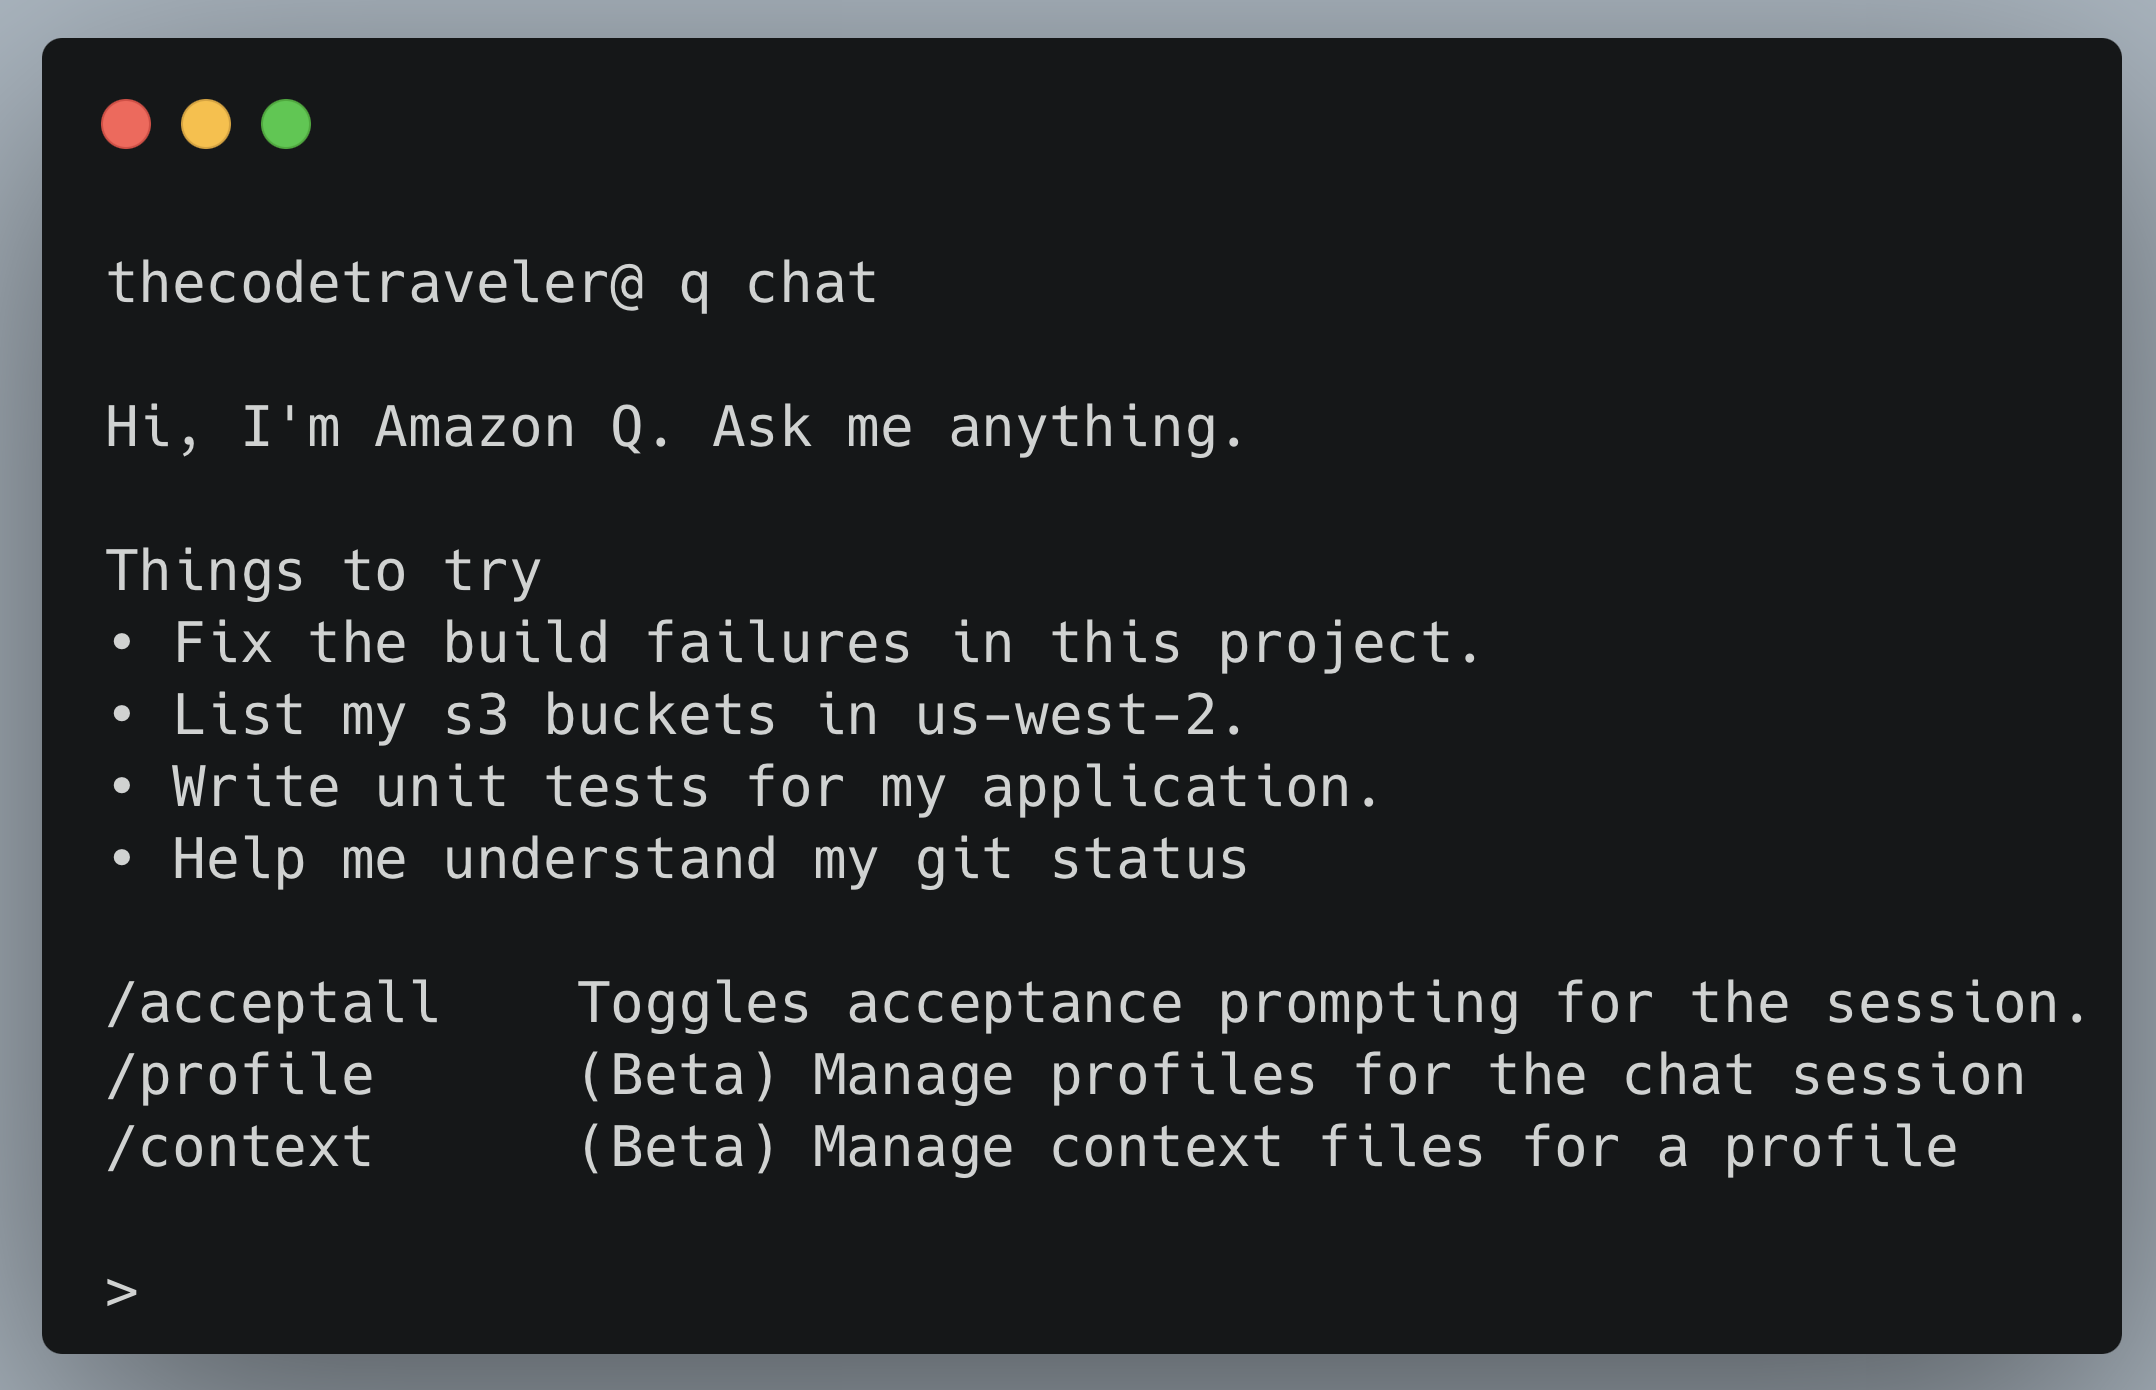 thecodetraveler@ q chat
Hi, I'm Amazon Q. Ask me anything.
Things to try
• Fix the build failures in this project.
• List my s3 buckets in us-west-2.
• Write unit tests for my application.
• Help me understand my git status
/acceptall    Toggles acceptance prompting for the session.
/profile      (Beta) Manage profiles for the chat session
/context      (Beta) Manage context files for a profile
>